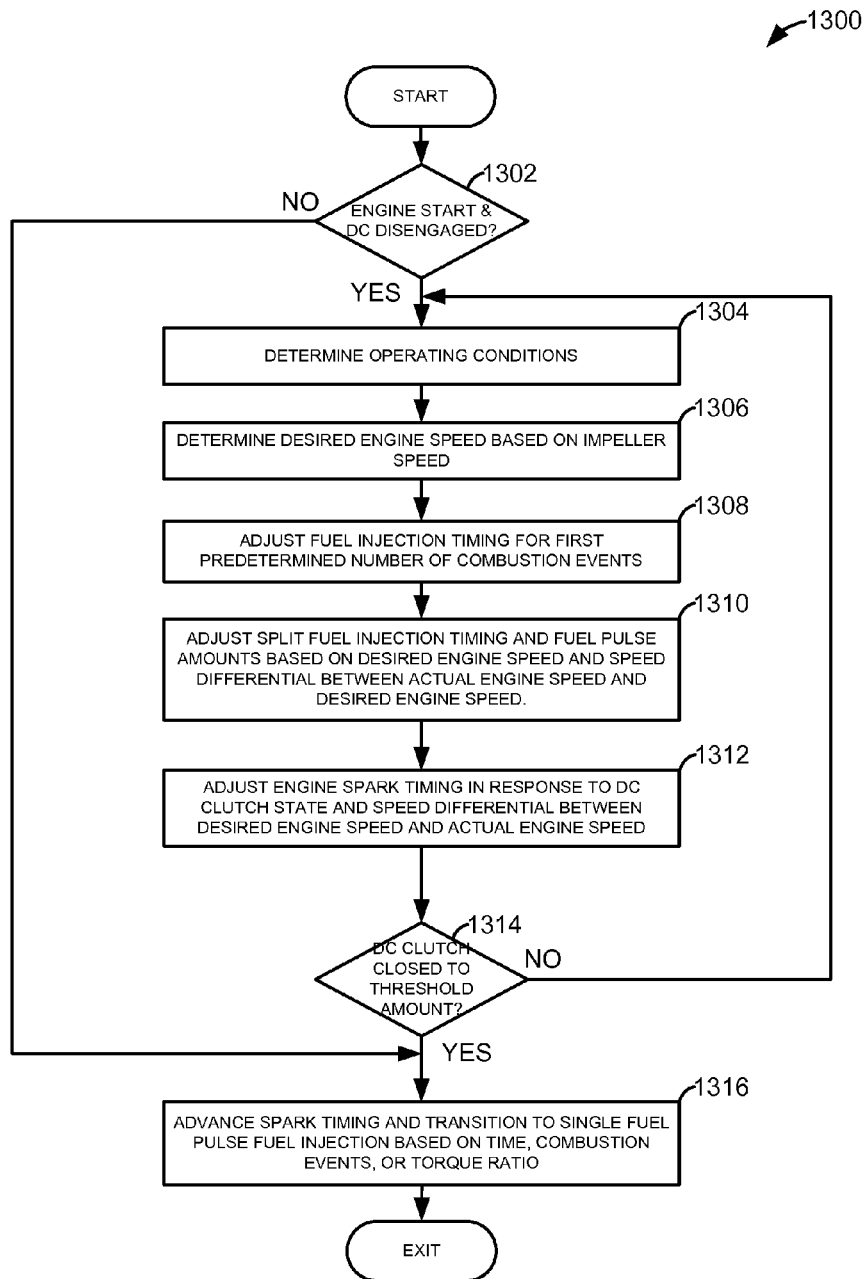 1300
START
1302
NO
ENGINE START &
DC DISENGAGED?
YES
1304
DETERMINE OPERATING CONDITIONS
1306
DETERMINE DESIRED ENGINE SPEED BASED ON IMPELLER
SPEED
1308
ADJUST FUEL INJECTION TIMING FOR FIRST
PREDETERMINED NUMBER OF COMBUSTION EVENTS
1310
ADJUST SPLIT FUEL INJECTION TIMING AND FUEL PULSE
AMOUNTS BASED ON DESIRED ENGINE SPEED AND SPEED
DIFFERENTIAL BETWEEN ACTUAL ENGINE SPEED AND
DESIRED ENGINE SPEED.
1312
ADJUST ENGINE SPARK TIMING IN RESPONSE TO DC
CLUTCH STATE AND SPEED DIFFERENTIAL BETWEEN
DESIRED ENGINE SPEED AND ACTUAL ENGINE SPEED
1314
DC CLUTCH
CLOSED TO
THRESHOLD
AMOUNT?
NO
YES
1316
ADVANCE SPARK TIMING AND TRANSITION TO SINGLE FUEL
PULSE FUEL INJECTION BASED ON TIME, COMBUSTION
EVENTS, OR TORQUE RATIO
EXIT